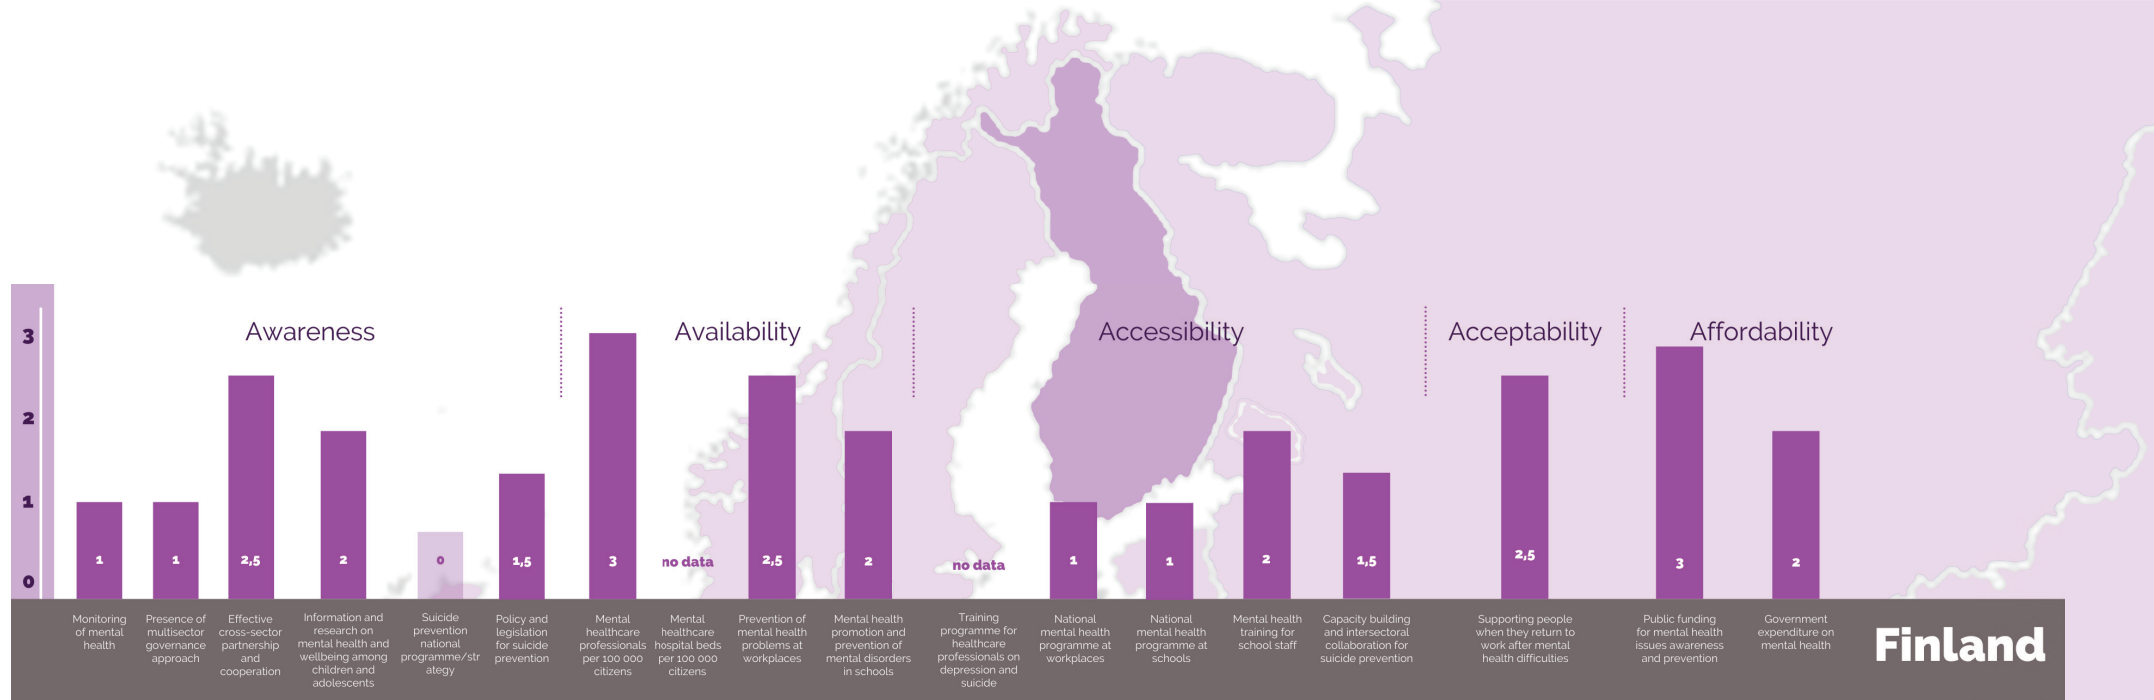 3
2
1
0
Awareness
Availability
Accessibility
Acceptability
Affordability
1
1
2,5
2
0
1,5
3
no data
2,5
2
no data
1
1
2
1,5
2,5
3
2
Monitoring
of mental
health
Presence of
multisector
governance
approach
Effective
cross-sector
partnership
and
cooperation
Information and
research on
mental health and
wellbeing among
children and
adolescents
Suicide
prevention
national
programme/str
ategy
Policy and
legislation
for suicide
prevention
Mental
healthcare
professionals
per 100 000
citizens
Mental
healthcare
hospital beds
per 100 000
citizens
Prevention of
mental health
problems at
workplaces
Mental health
promotion and
prevention of
mental disorders
in schools
Training
programme for
healthcare
professionals on
depression and
suicide
National
mental health
programme at
workplaces
National
mental health
programme at
schools
Mental health
training for
school staff
Capacity building
and intersectoral
collaboration for
suicide prevention
Supporting people
when they return to
work after mental
health difficulties
Public funding
for mental health
issues awareness
and prevention
Government
expenditure on
mental health
Finland